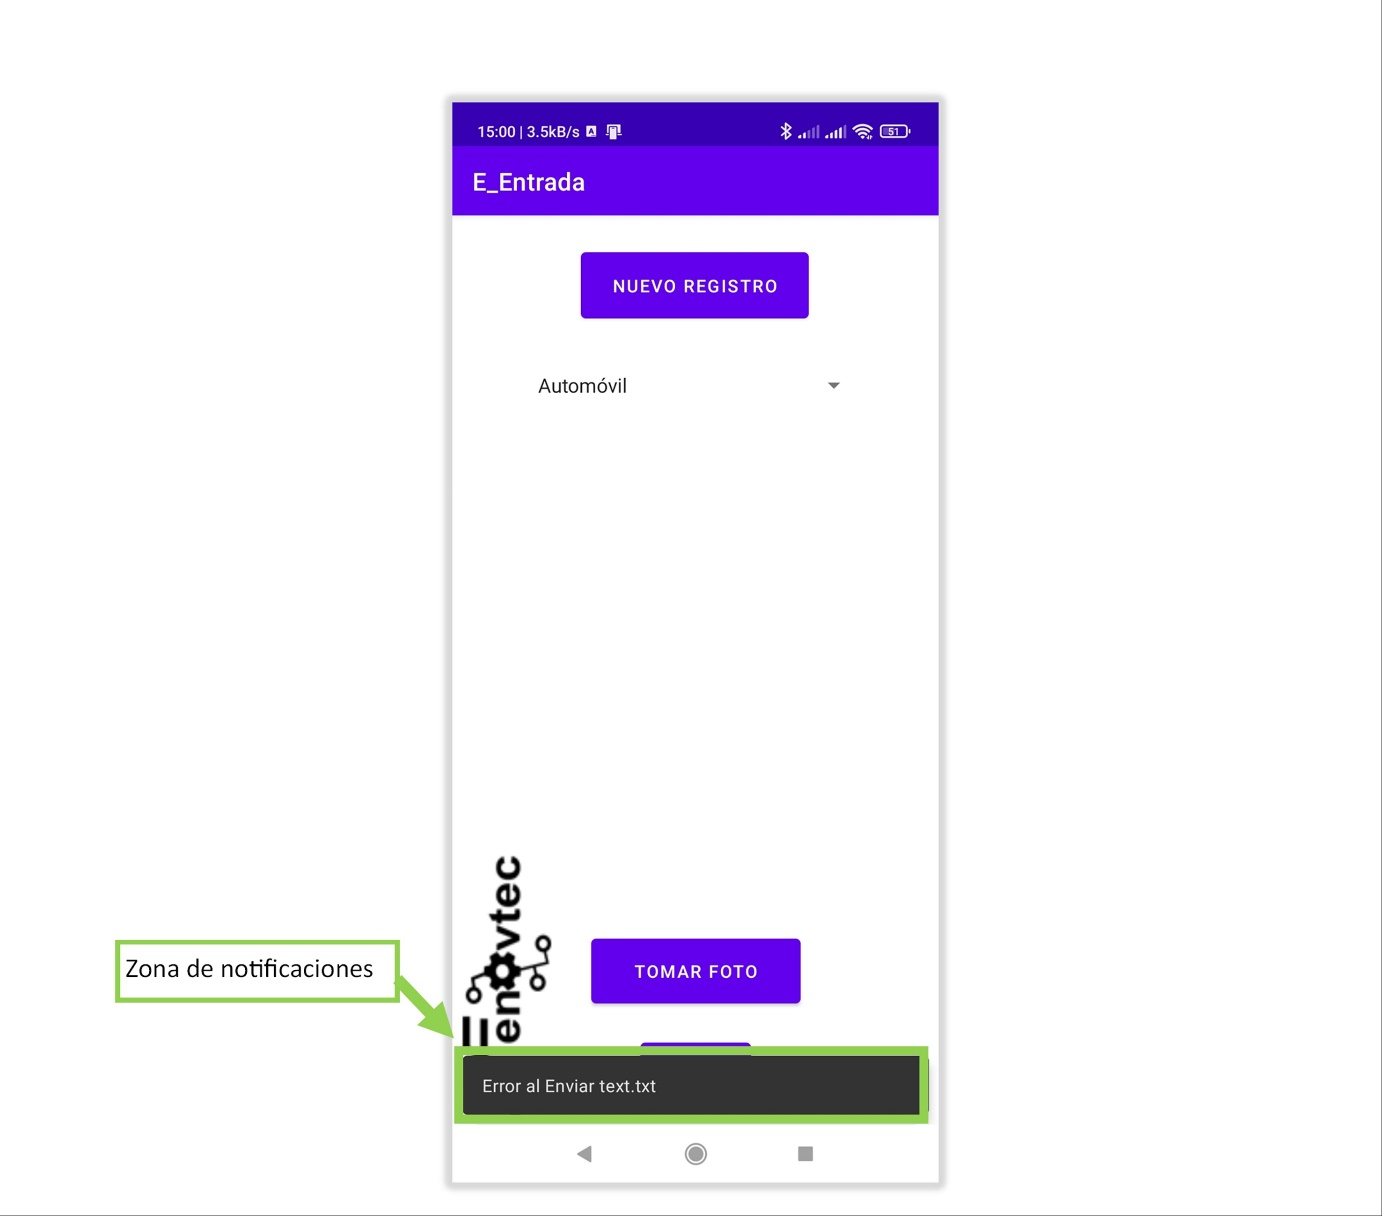 15:00 | 3.5kB/s
51
E_Entrada
NUEVO REGISTRO
Automóvil
enovtec
TOMAR FOTO
Zona de notificaciones
Error al Enviar text.txt